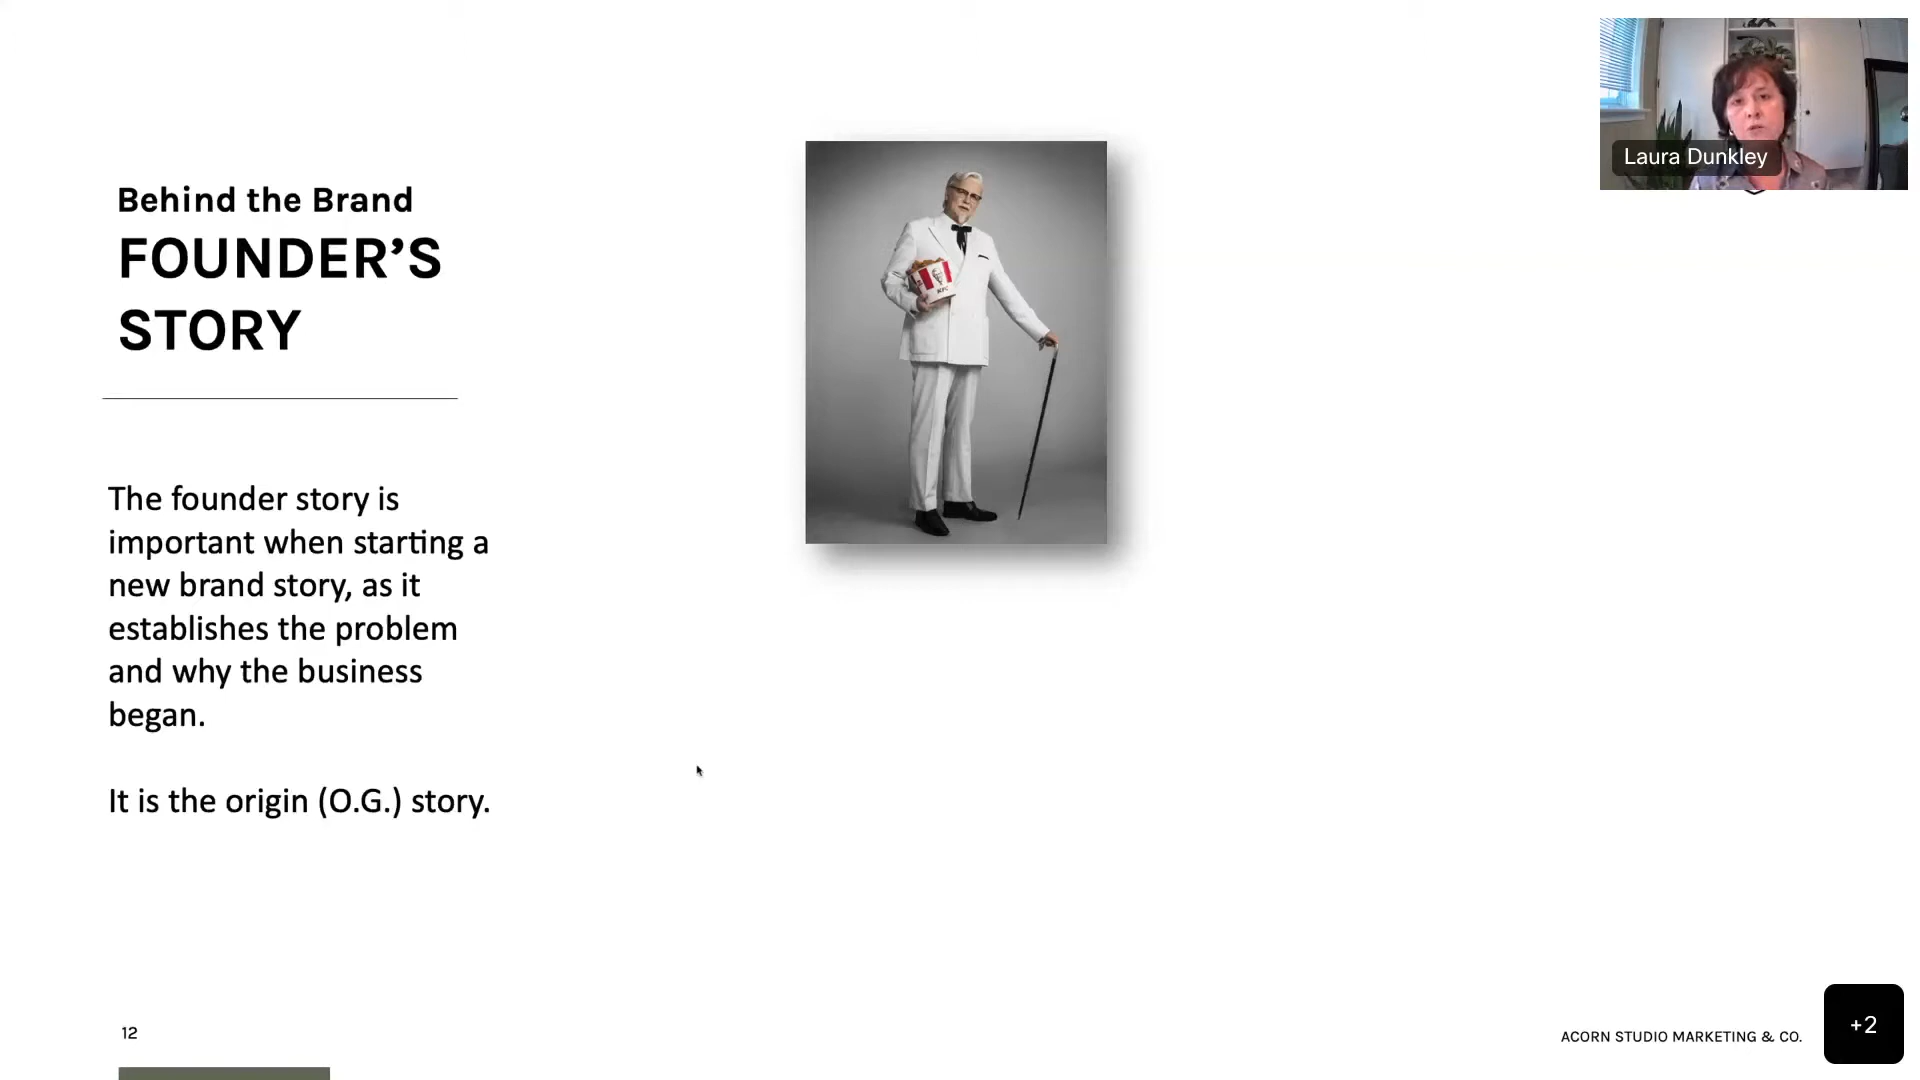 Behind the Brand
FOUNDER’S
STORY
The founder story is
important when starting a
new brand story, as it
establishes the problem
and why the business
began.
It is the origin (O.G.) story.
KFC
Laura Dunkley
12
ACORN STUDIO MARKETING & CO.
+2